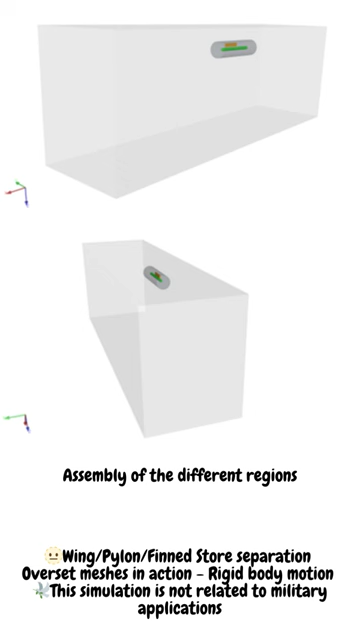 Assembly of the different regions
😐Wing/Pylon/Finned Store separation
Overset meshes in action - Rigid body motion
🕊This simulation is not related to military
applications